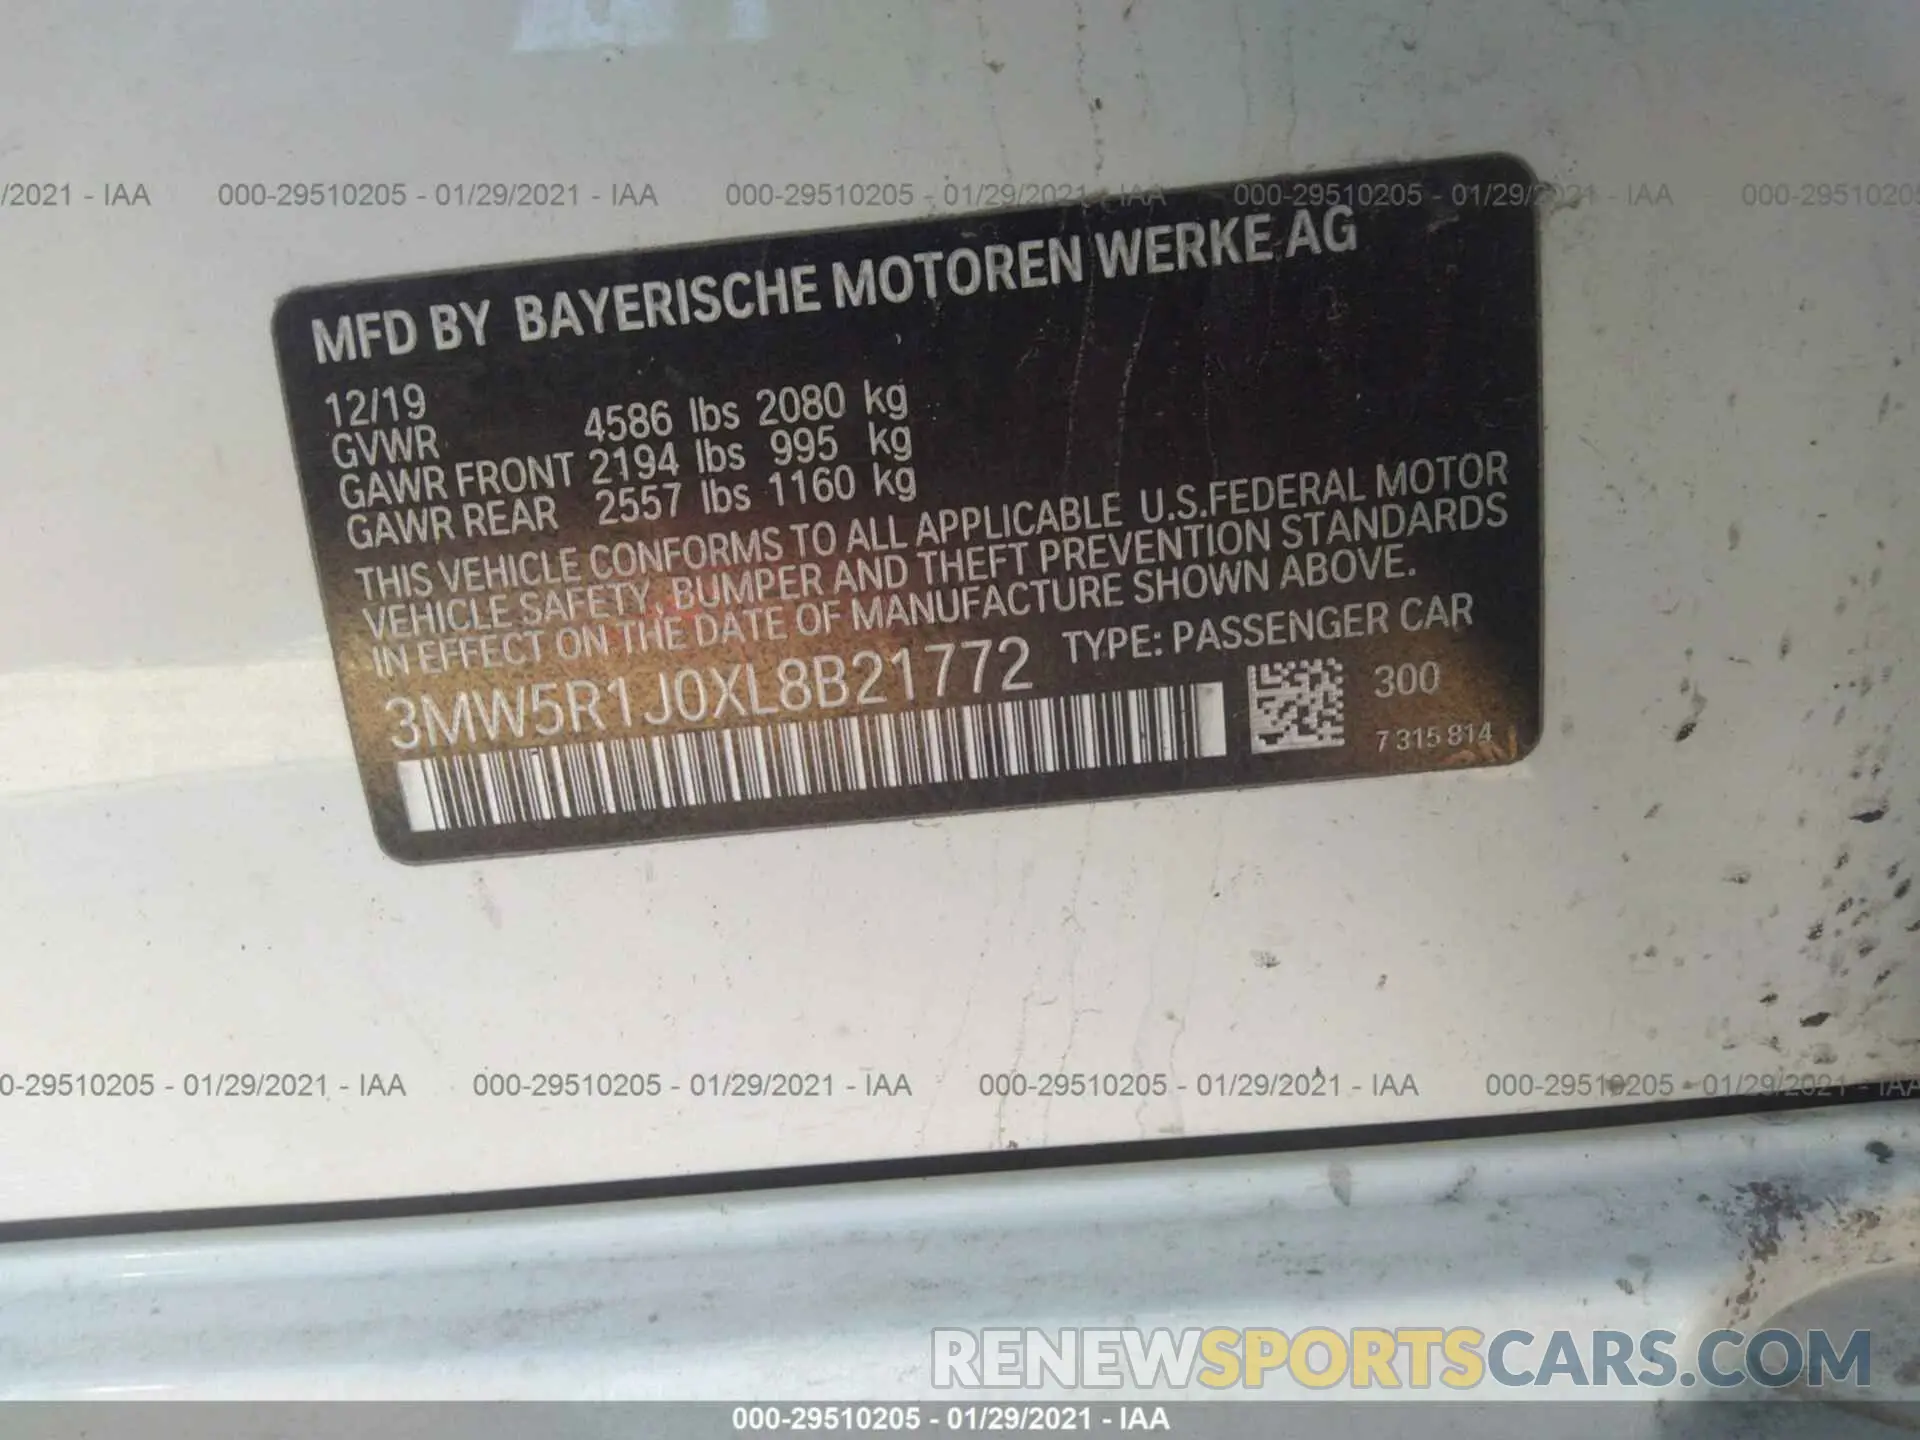 /2021 - IAA 000-29510205 - 01/29/2021 - IAA 000-29510205 - 01/29/2021 - IAA 000-29510205 - 01/29/2021 - IAA 000-2951020
MFD BY BAYERISCHE MOTOREN WERKE AG
12/19
GVWR 4586 lbs 2080 kg
GAWR FRONT 2194 lbs 995 kg
GAWR REAR 2557 lbs 1160 kg
THIS VEHICLE CONFORMS TO ALL APPLICABLE U.S.FEDERAL MOTOR
VEHICLE SAFETY, BUMPER AND THEFT PREVENTION STANDARDS
IN EFFECT ON THE DATE OF MANUFACTURE SHOWN ABOVE.
3MW5R1J0XL8B21772 TYPE: PASSENGER CAR
300
7 315 814
0-29510205 - 01/29/2021 - IAA 000-29510205 - 01/29/2021 - IAA 000-29510205 - 01/29/2021 - IAA 000-29510205 - 01/29/2021 - IAA
RENEWSPORTSCARS.COM
000-29510205 - 01/29/2021 - IAA